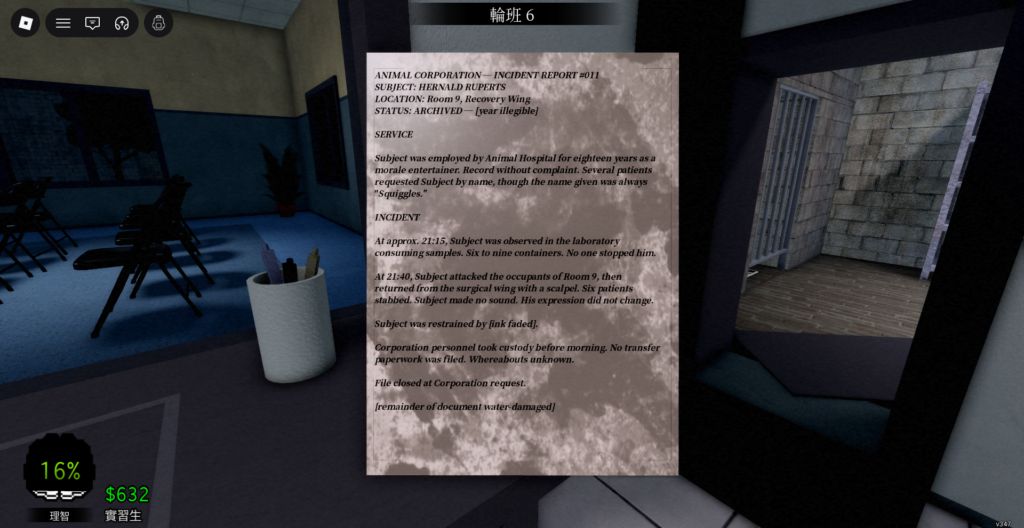 輪班 6
ANIMAL CORPORATION — INCIDENT REPORT #011
SUBJECT: HERNALD RUPERTS
LOCATION: Room 9, Recovery Wing
STATUS: ARCHIVED — [year illegible]
SERVICE
Subject was employed by Animal Hospital for eighteen years as a
morale entertainer. Record without complaint. Several patients
requested Subject by name, though the name given was always
"Squiggles."
INCIDENT
At approx. 21:15, Subject was observed in the laboratory
consuming samples. Six to nine containers. No one stopped him.
At 21:40, Subject attacked the occupants of Room 9, then
returned from the surgical wing with a scalpel. Six patients
stabbed. Subject made no sound. His expression did not change.
Subject was restrained by [ink faded].
Corporation personnel took custody before morning. No transfer
paperwork was filed. Whereabouts unknown.
File closed at Corporation request.
[remainder of document water-damaged]
16%
理智
$632
實習生
v347